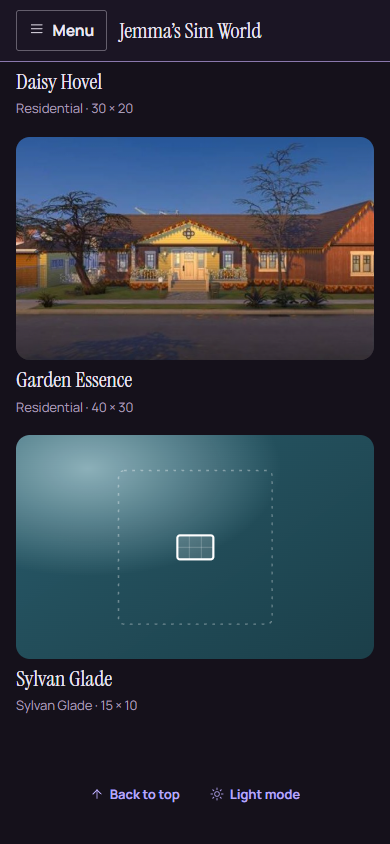 Menu
Jemma's Sim World
Daisy Hovel
Residential · 30 × 20
Garden Essence
Residential · 40 × 30
Sylvan Glade
Sylvan Glade · 15 × 10
Back to top
Light mode